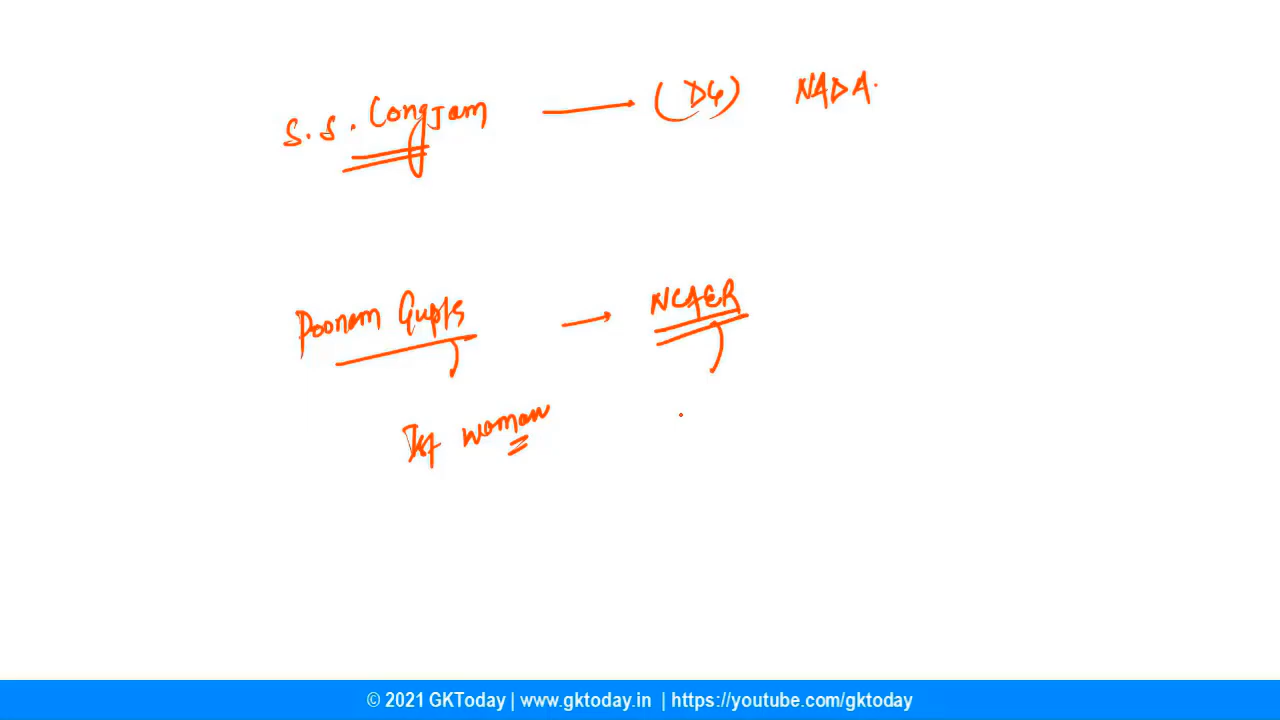 S.S. Congjam → (DG) NADA.
Poonam Gupta → NCAER
Ist woman
© 2021 GKToday | www.gktoday.in | https://youtube.com/gktoday